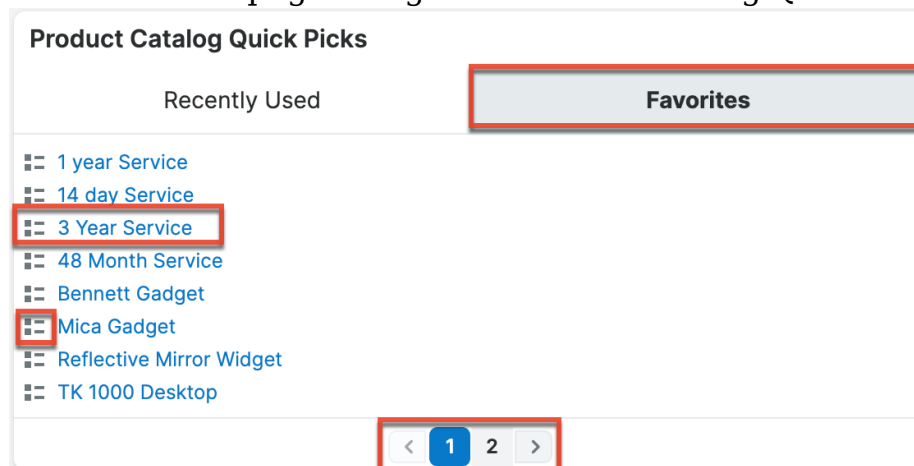 Product Catalog Quick Picks
Recently Used Favorites
1 year Service
14 day Service
3 Year Service
48 Month Service
Bennett Gadget
Mica Gadget
Reflective Mirror Widget
TK 1000 Desktop
< 1 2 >